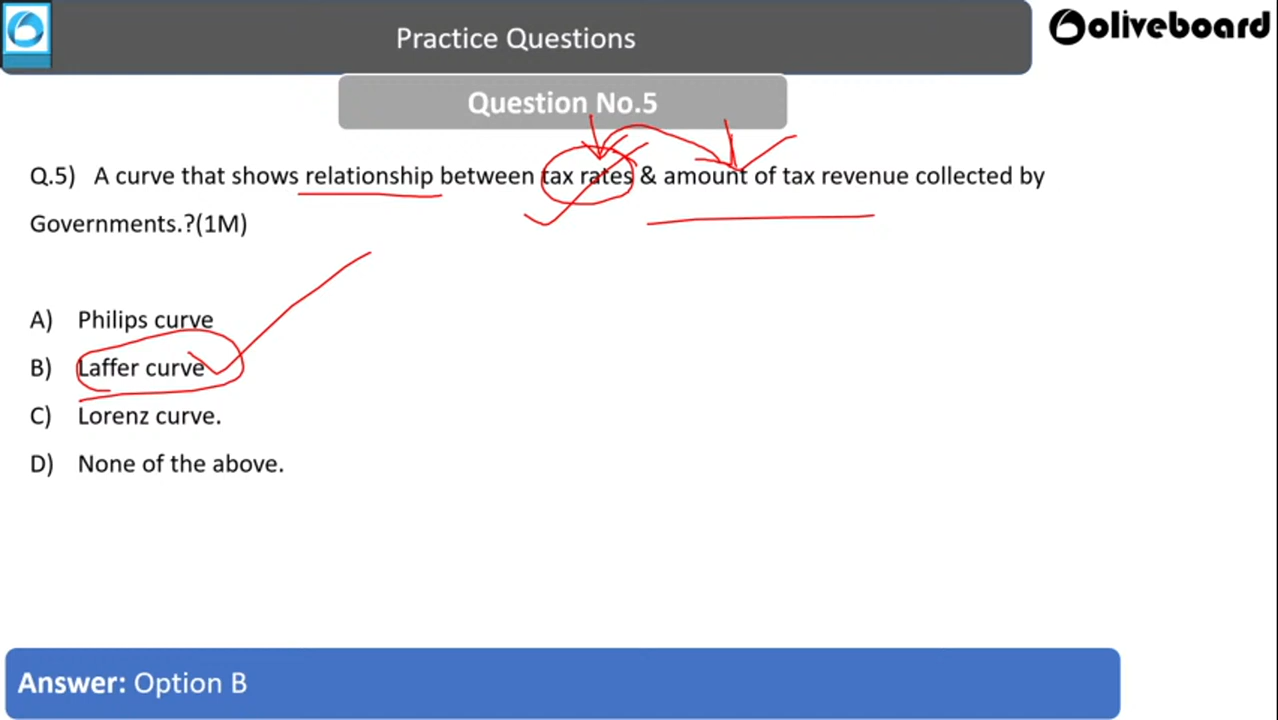 Practice Questions
oliveboard
Question No.5
Q.5) A curve that shows relationship between tax rates & amount of tax revenue collected by
Governments.?(1M)
A) Philips curve
B) Laffer curve
C) Lorenz curve.
D) None of the above.
Answer: Option B